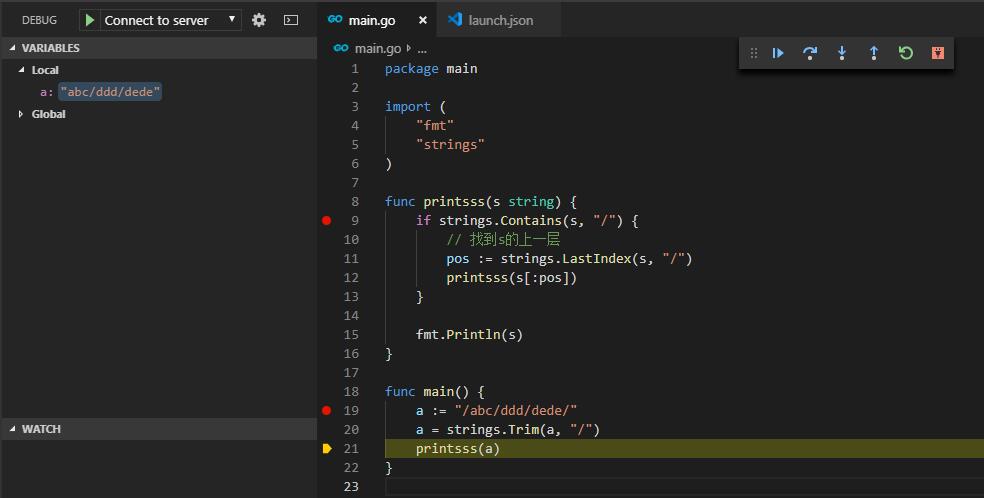 DEBUG Connect to server
VARIABLES
Local
a: "abc/ddd/dede"
Global
WATCH
GO main.go × launch.json
GO main.go ...
1 package main
2
3 import (
4 "fmt"
5 "strings"
6 )
7
8 func printsss(s string) {
9 if strings.Contains(s, "/") {
10 // 找到s的上一层
11 pos := strings.LastIndex(s, "/")
12 printsss(s[:pos])
13 }
14
15 fmt.Println(s)
16 }
17
18 func main() {
19 a := "/abc/ddd/dede/"
20 a = strings.Trim(a, "/")
21 printsss(a)
22 }
23